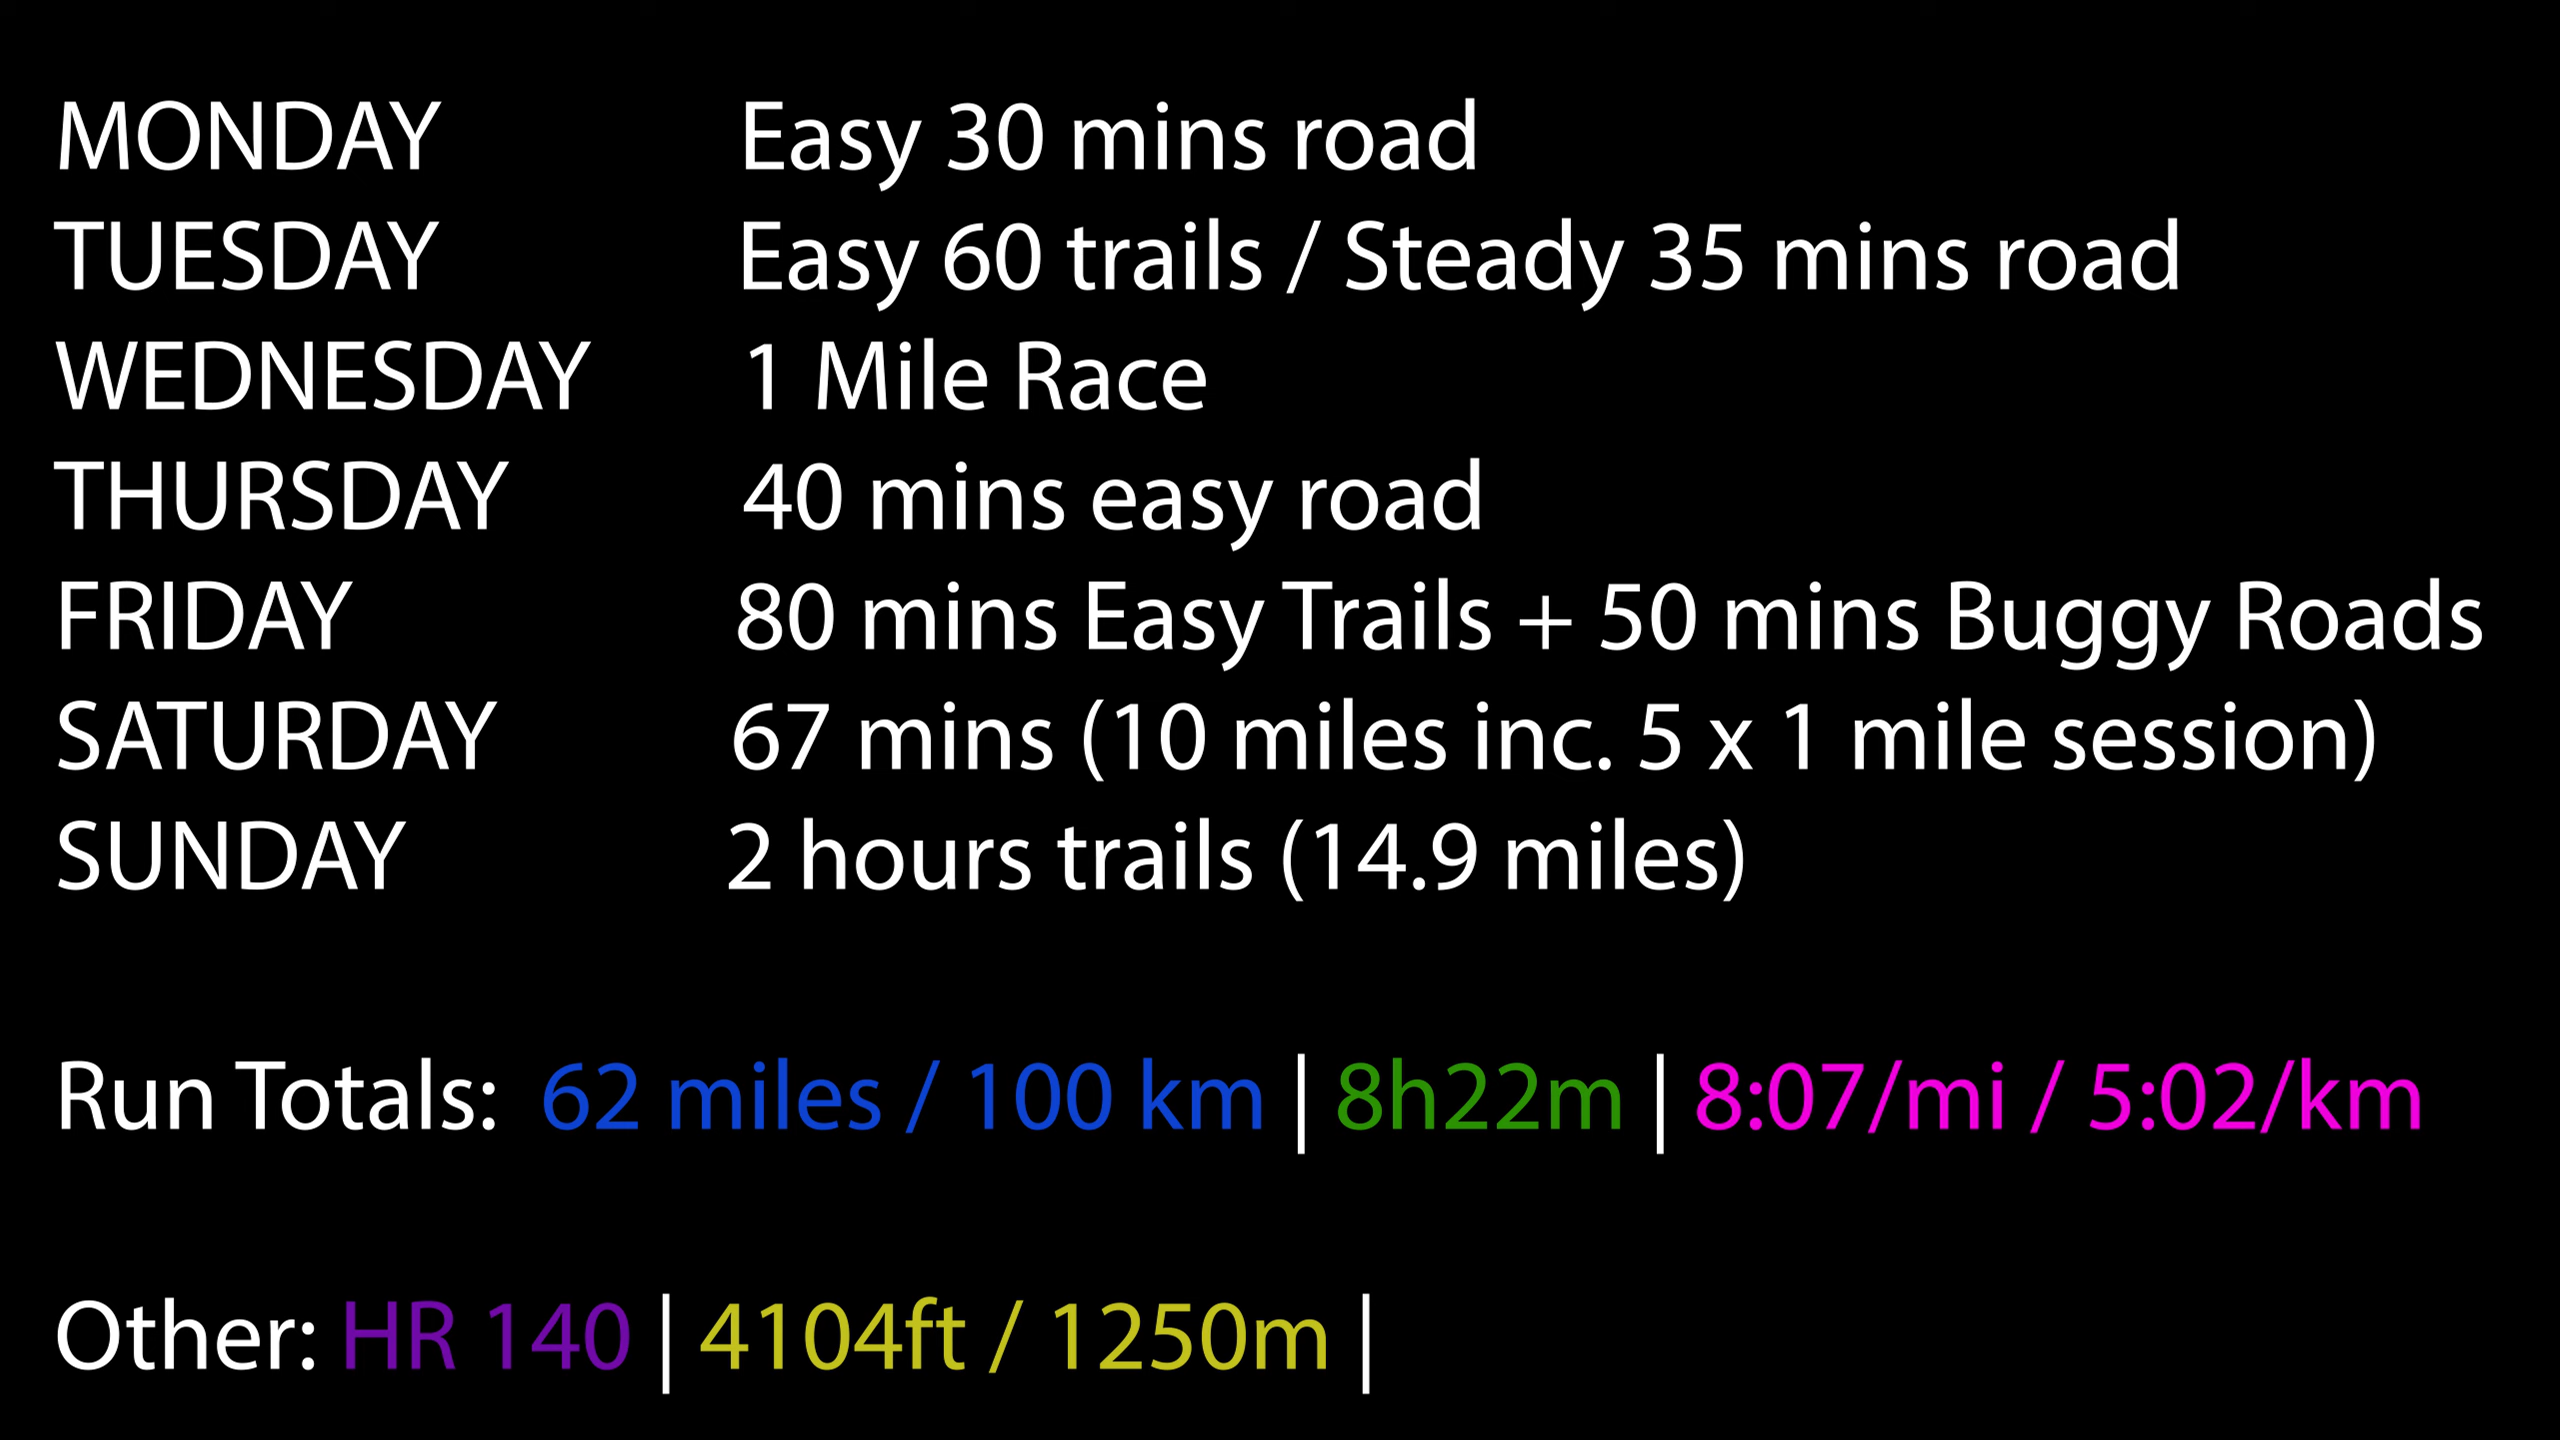 MONDAY Easy 30 mins road
TUESDAY Easy 60 trails / Steady 35 mins road
WEDNESDAY 1 Mile Race
THURSDAY 40 mins easy road
FRIDAY 80 mins Easy Trails + 50 mins Buggy Roads
SATURDAY 67 mins (10 miles inc. 5 x 1 mile session)
SUNDAY 2 hours trails (14.9 miles)
Run Totals: 62 miles / 100 km | 8h22m | 8:07/mi / 5:02/km
Other: HR 140 | 4104ft / 1250m |